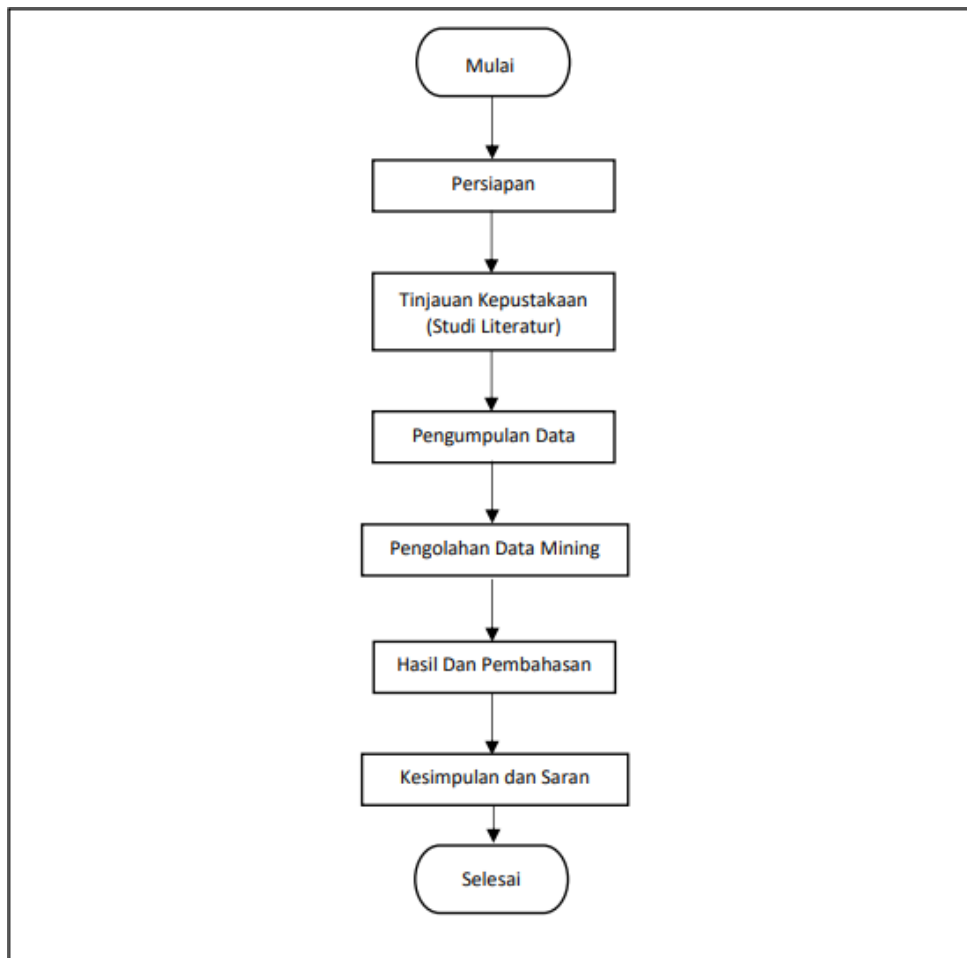 Mulai
Persiapan
Tinjauan Kepustakaan
(Studi Literatur)
Pengumpulan Data
Pengolahan Data Mining
Hasil Dan Pembahasan
Kesimpulan dan Saran
Selesai